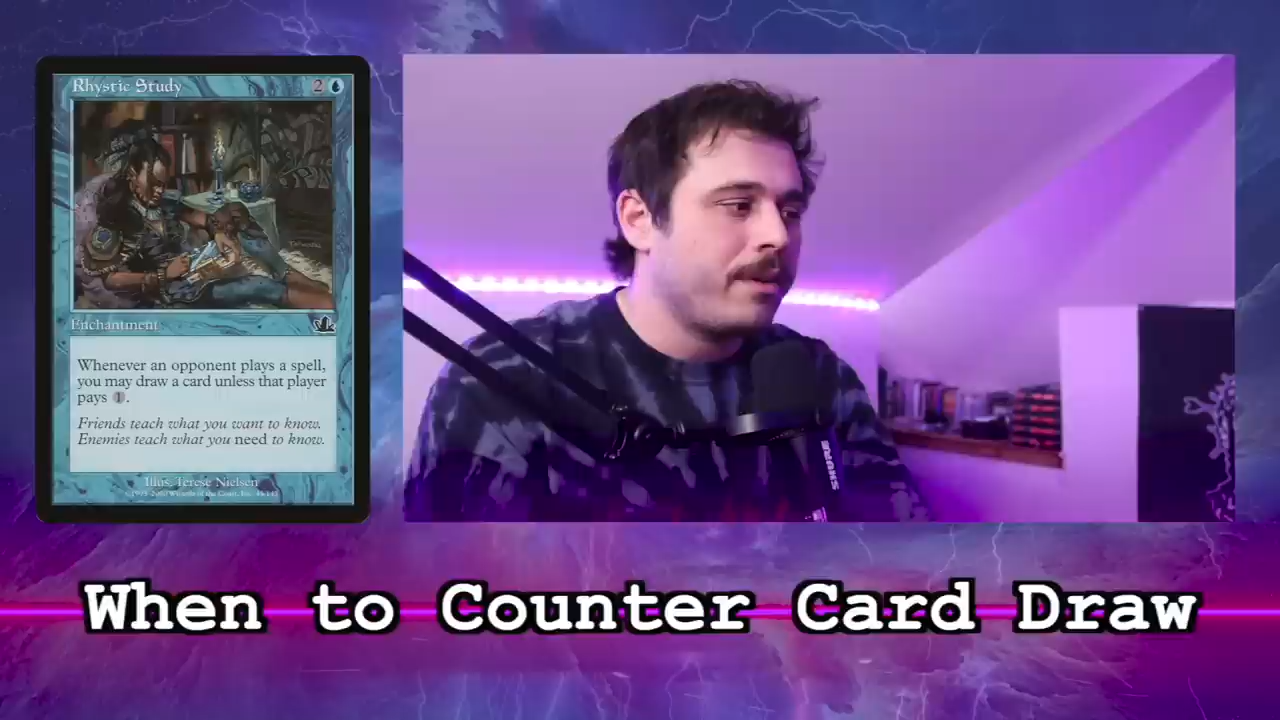 Rhystic Study 2
Enchantment
Whenever an opponent plays a spell,
you may draw a card unless that player
pays 1.
Friends teach what you want to know.
Enemies teach what you need to know.
Illus. Terese Nielsen
SHURE
When to Counter Card Draw